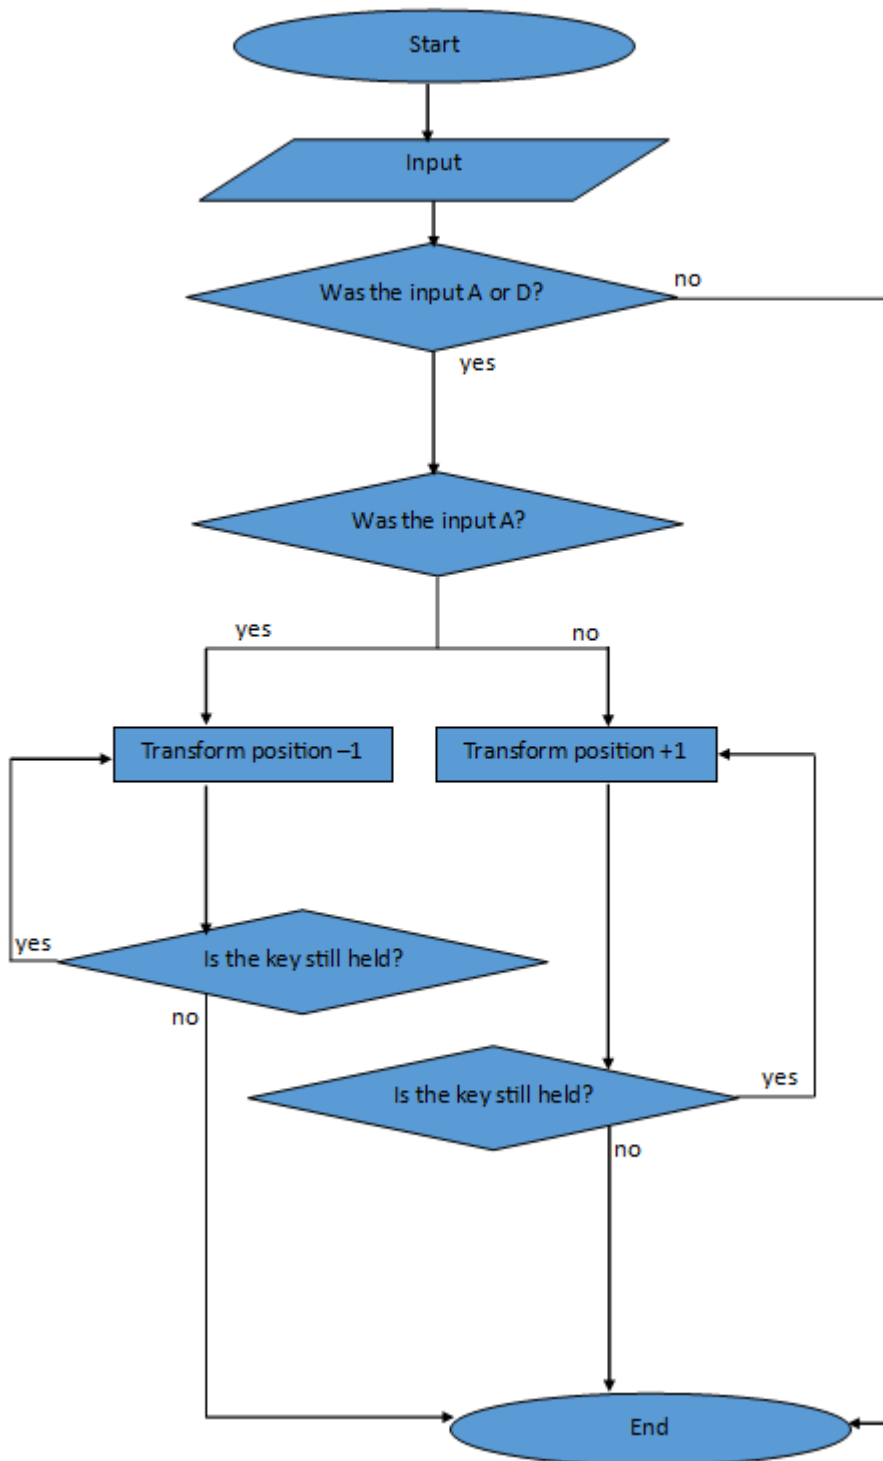 Start
Input
Was the input A or D?
no
yes
Was the input A?
yes
no
Transform position –1
Transform position +1
Is the key still held?
yes
no
Is the key still held?
yes
no
End